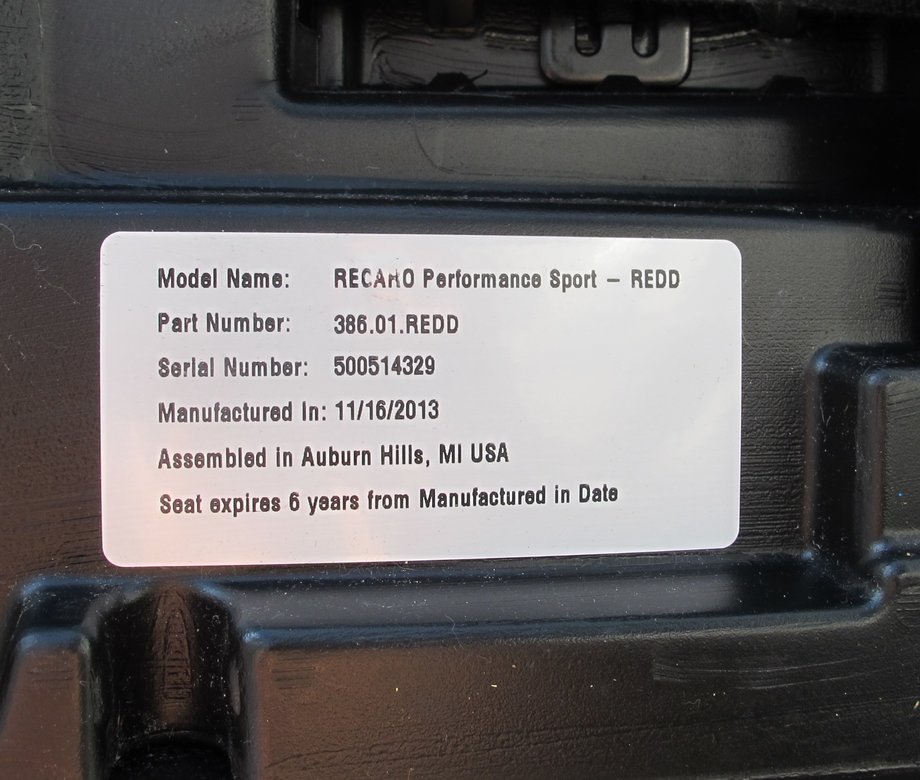 Model Name: RECARO Performance Sport – REDD
Part Number: 386.01.REDD
Serial Number: 500514329
Manufactured In: 11/16/2013
Assembled in Auburn Hills, MI USA
Seat expires 6 years from Manufactured in Date